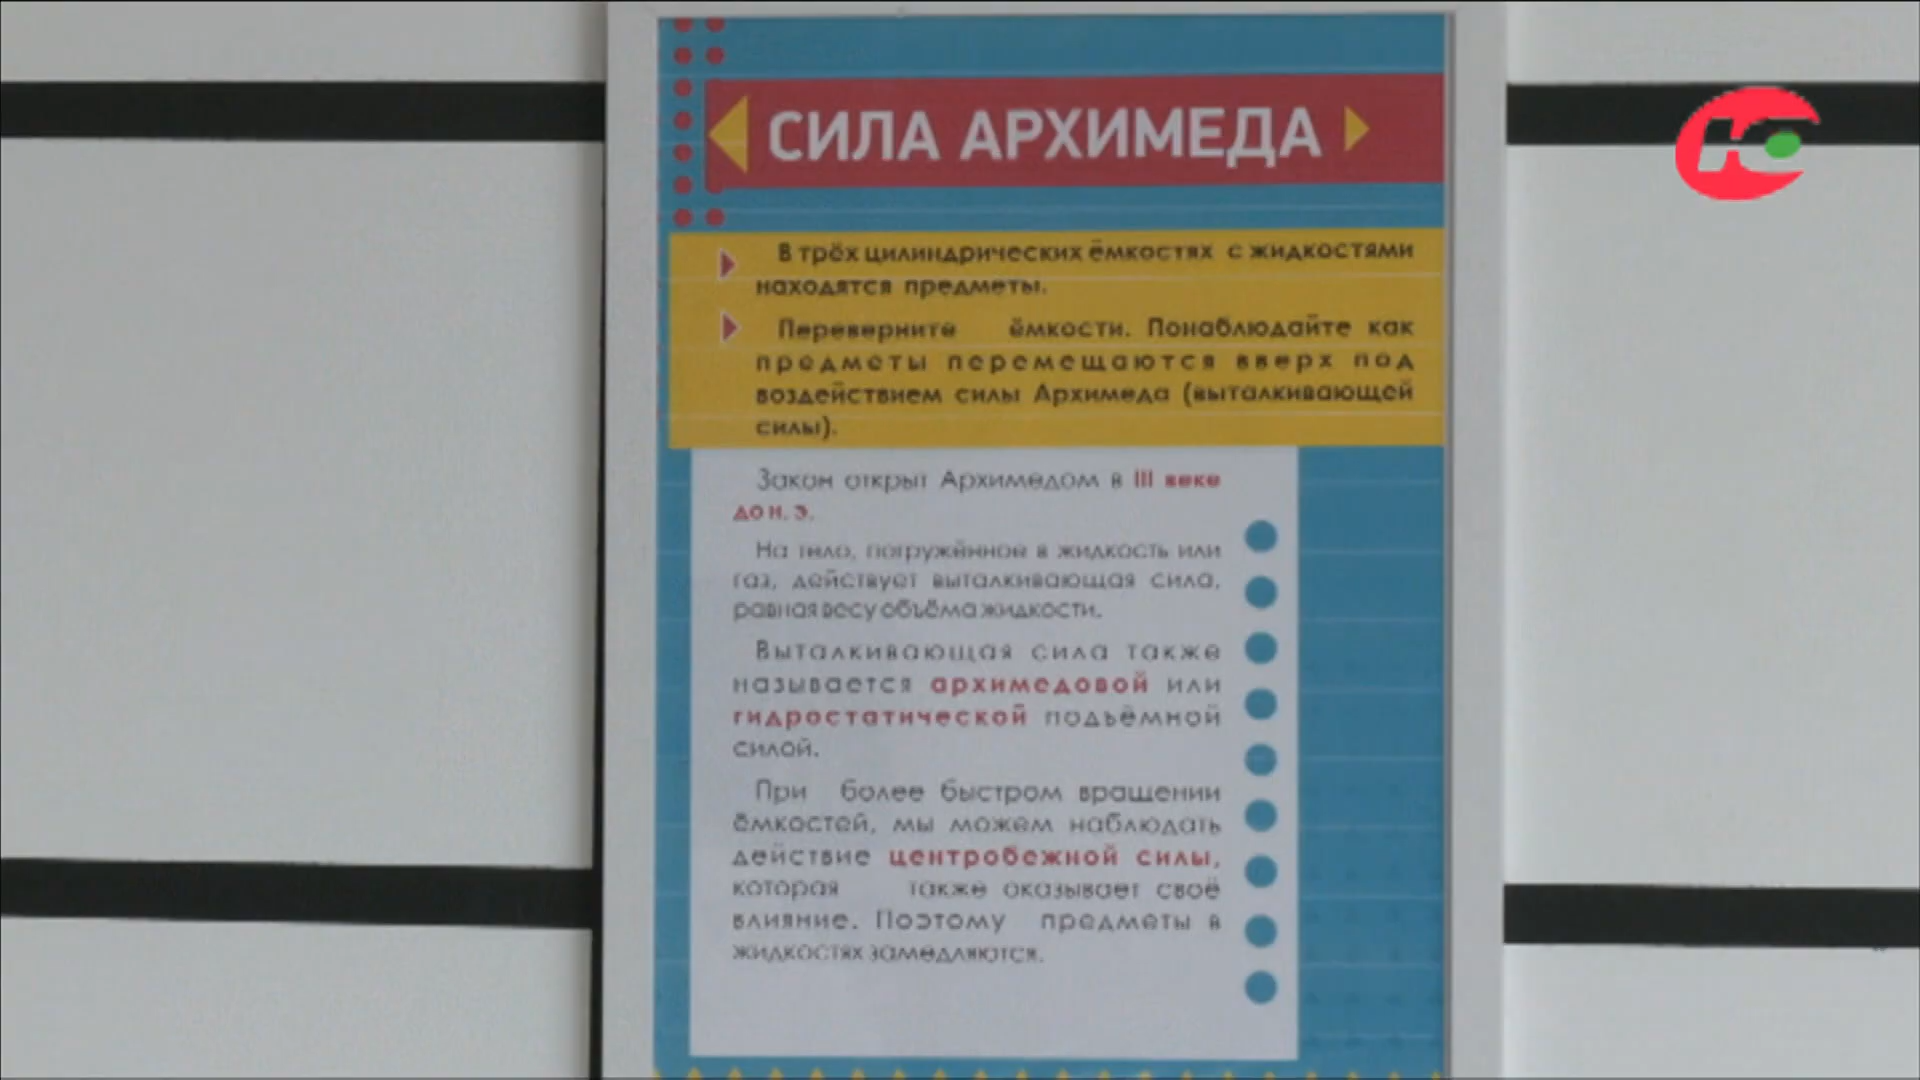 СИЛА АРХИМЕДА
В трёх цилиндрических ёмкостях с жидкостями
находятся предметы.
Переверните ёмкости. Понаблюдайте как
предметы перемещаются вверх под
воздействием силы Архимеда (выталкивающей
силы).
Закон открыт Архимедом в III веке
до н. э.
На тело, погружённое в жидкость или
газ, действует выталкивающая сила,
равная весу объёма жидкости.
Выталкивающая сила также
называется архимедовой или
гидростатической подъёмной
силой.
При более быстром вращении
ёмкостей, мы можем наблюдать
действие центробежной силы,
которая также оказывает своё
влияние. Поэтому предметы в
жидкостях замедляются.